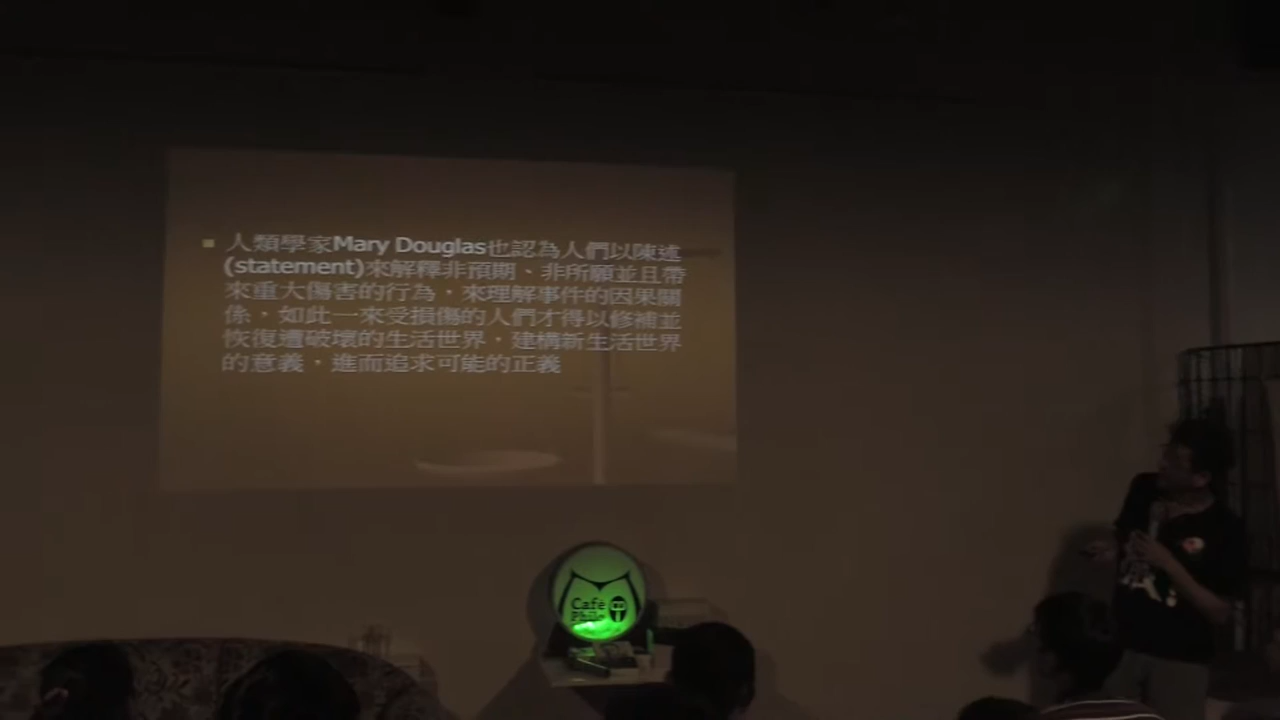 人類學家Mary Douglas也認為人們以陳述
(statement)來解釋非預期、非所願並且帶
來重大傷害的行為，來理解事件的因果關
係，如此一來受損傷的人們才得以修補並
恢復遭破壞的生活世界，建構新生活世界
的意義，進而追求可能的正義
Café
Philo